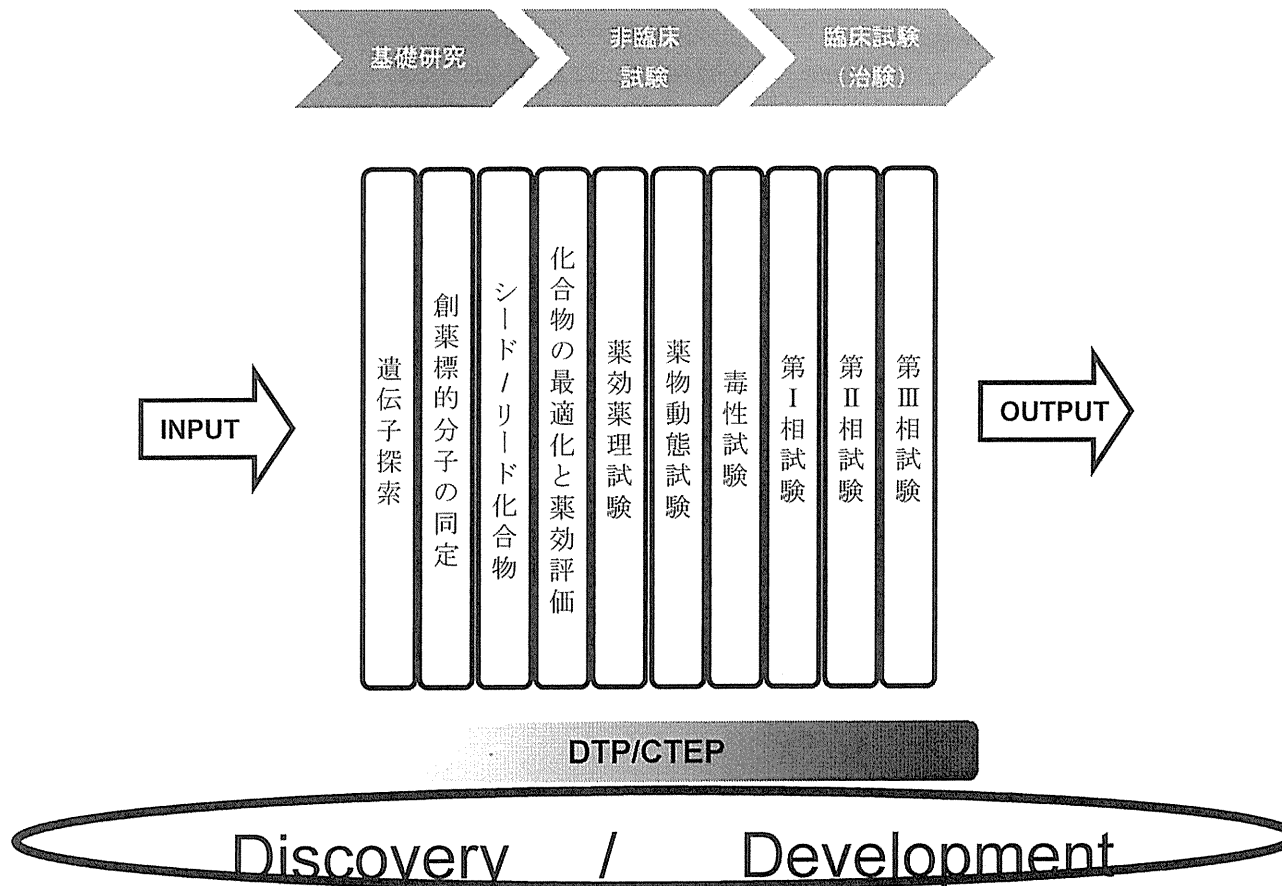 基礎研究
非臨床
試験
臨床試験
(治験)
INPUT
遺伝子探索
創薬標的分子の同定
シード/リード化合物
化合物の最適化と薬効評価
薬効薬理試験
薬物動態試験
毒性試験
第Ⅰ相試験
第Ⅱ相試験
第Ⅲ相試験
OUTPUT
DTP/CTEP
Discovery / Development